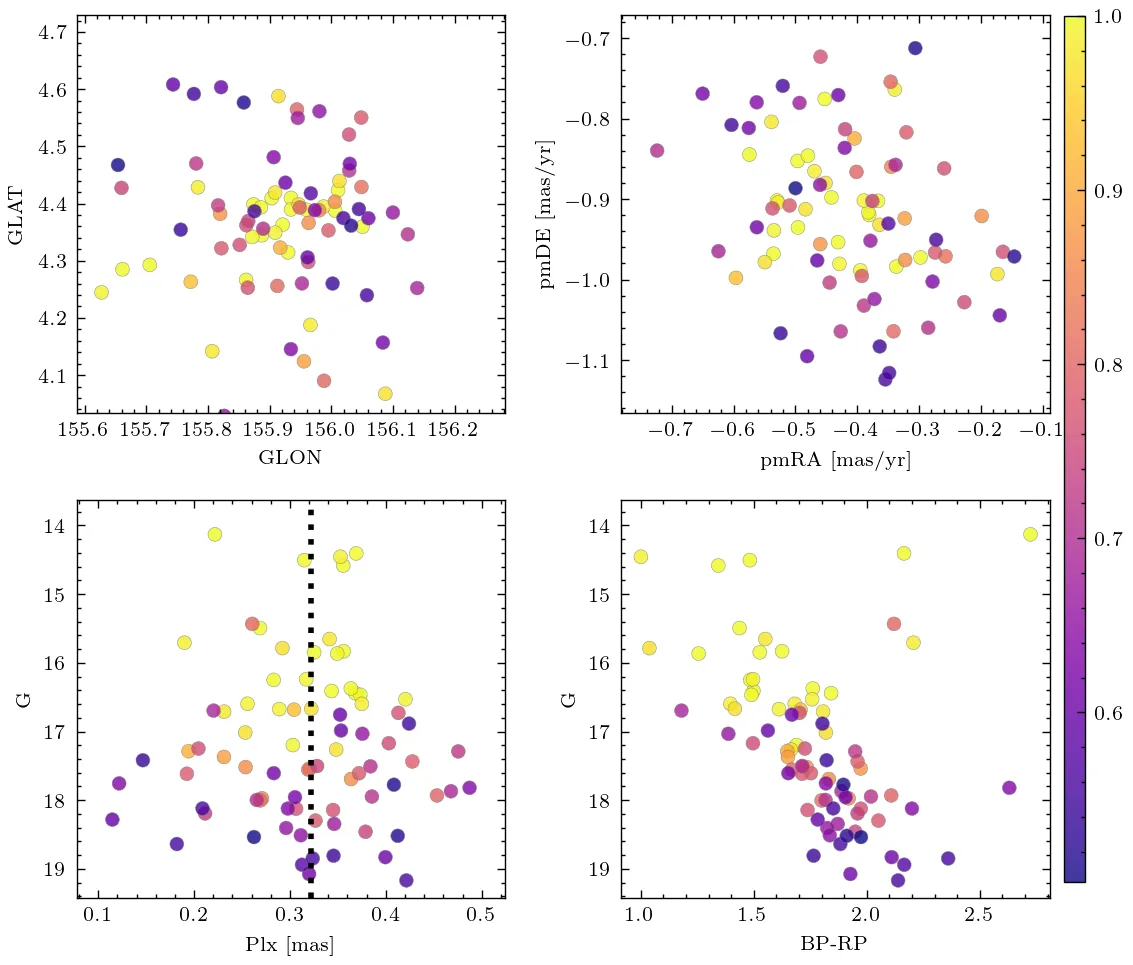 4.7
4.6
4.5
4.4
4.3
4.2
4.1
GLAT
155.6 155.7 155.8 155.9 156.0 156.1 156.2
GLON
−0.7
−0.8
−0.9
−1.0
−1.1
pmDE [mas/yr]
−0.7 −0.6 −0.5 −0.4 −0.3 −0.2 −0.1
pmRA [mas/yr]
1.0
0.9
0.8
0.7
0.6
14
15
16
17
18
19
G
0.1 0.2 0.3 0.4 0.5
Plx [mas]
14
15
16
17
18
19
G
1.0 1.5 2.0 2.5
BP-RP